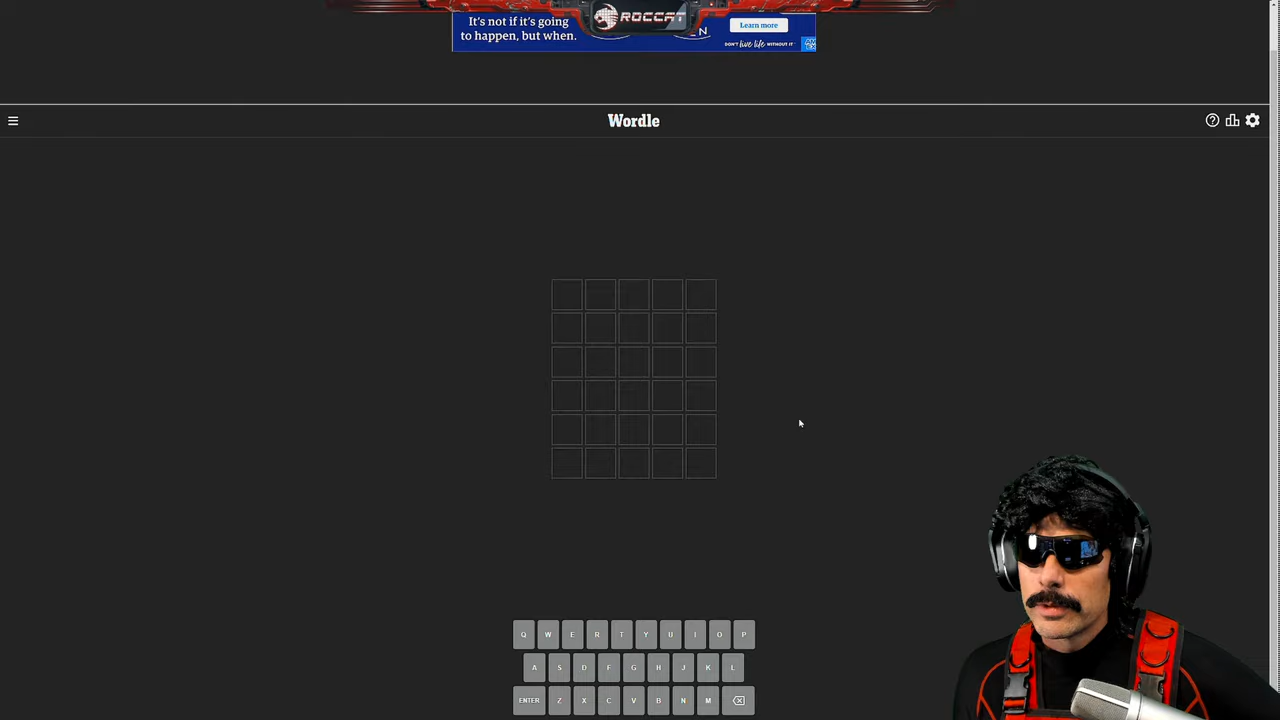 It's not if it's going
to happen, but when.
ROCCAT
N
Learn more
DON'T live life WITHOUT IT
Wordle
Q W E R T Y U I O P
A S D F G H J K L
ENTER Z X C V B N M